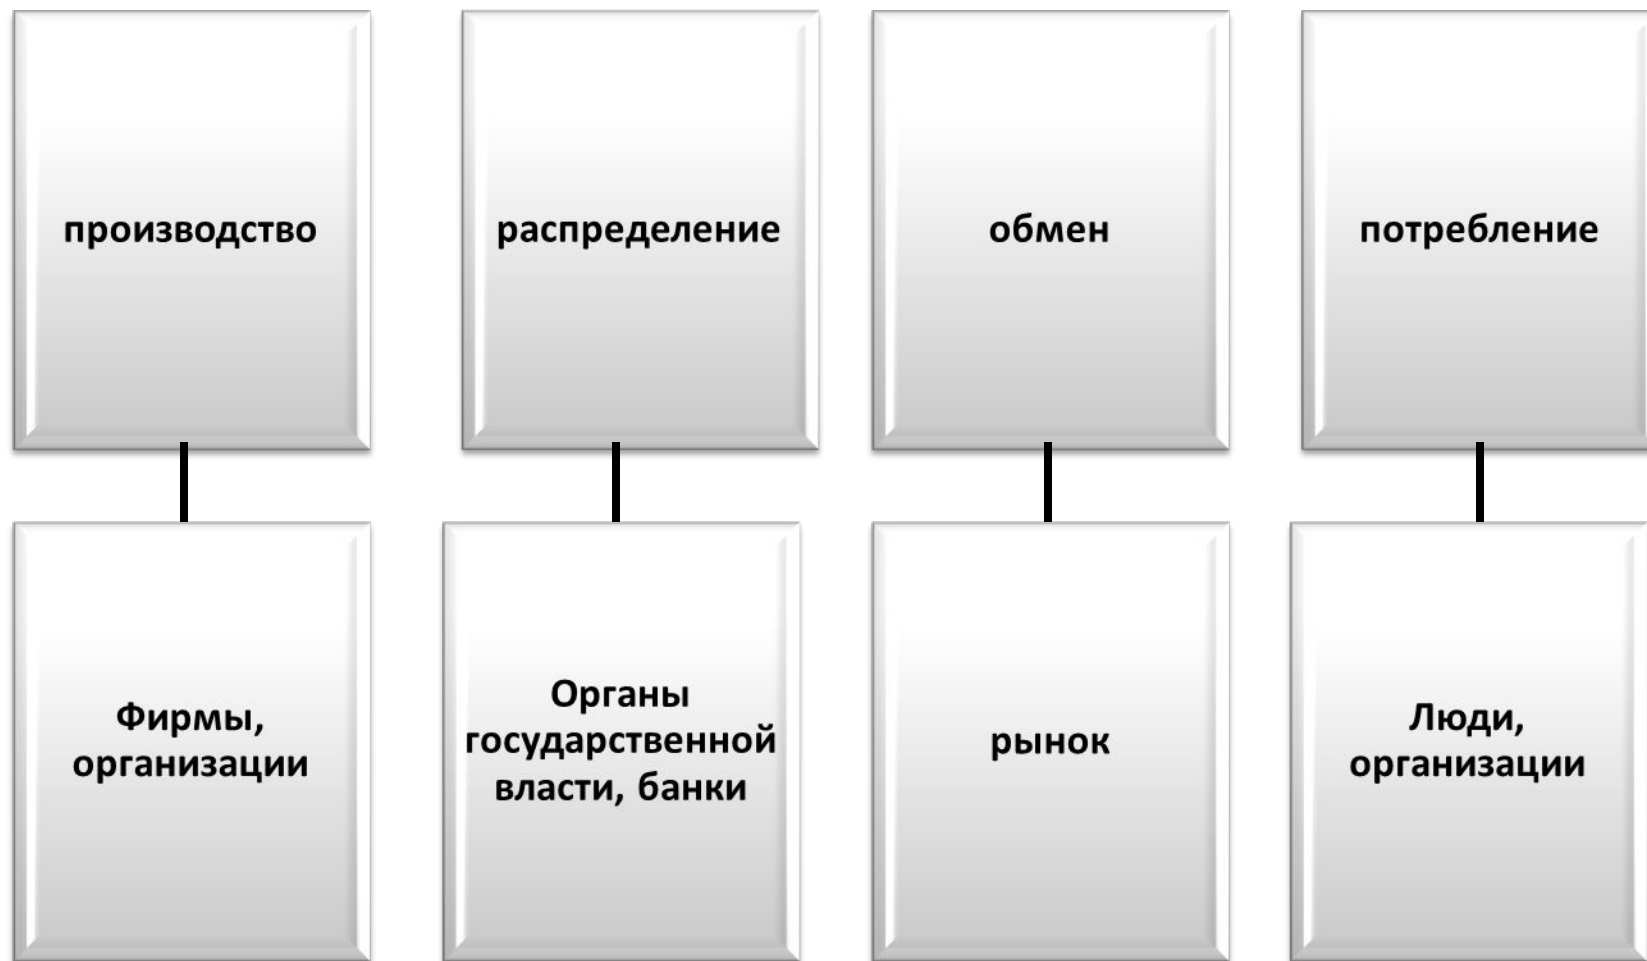 производство
распределение
обмен
потребление
Фирмы,
организации
Органы
государственной
власти, банки
рынок
Люди,
организации